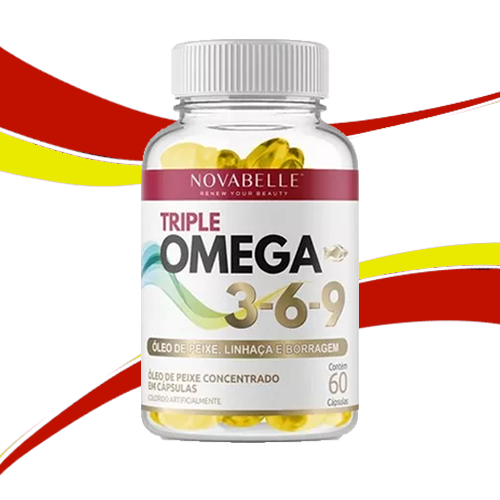 NOVABELLE
RENEW YOUR BEAUTY
TRIPLE
OMEGA
3-6-9
ÓLEO DE PEIXE, LINHAÇA E BORRAGEM
ÓLEO DE PEIXE CONCENTRADO
EM CÁPSULAS
COLORIDO ARTIFICIALMENTE
Contém
60
Cápsulas